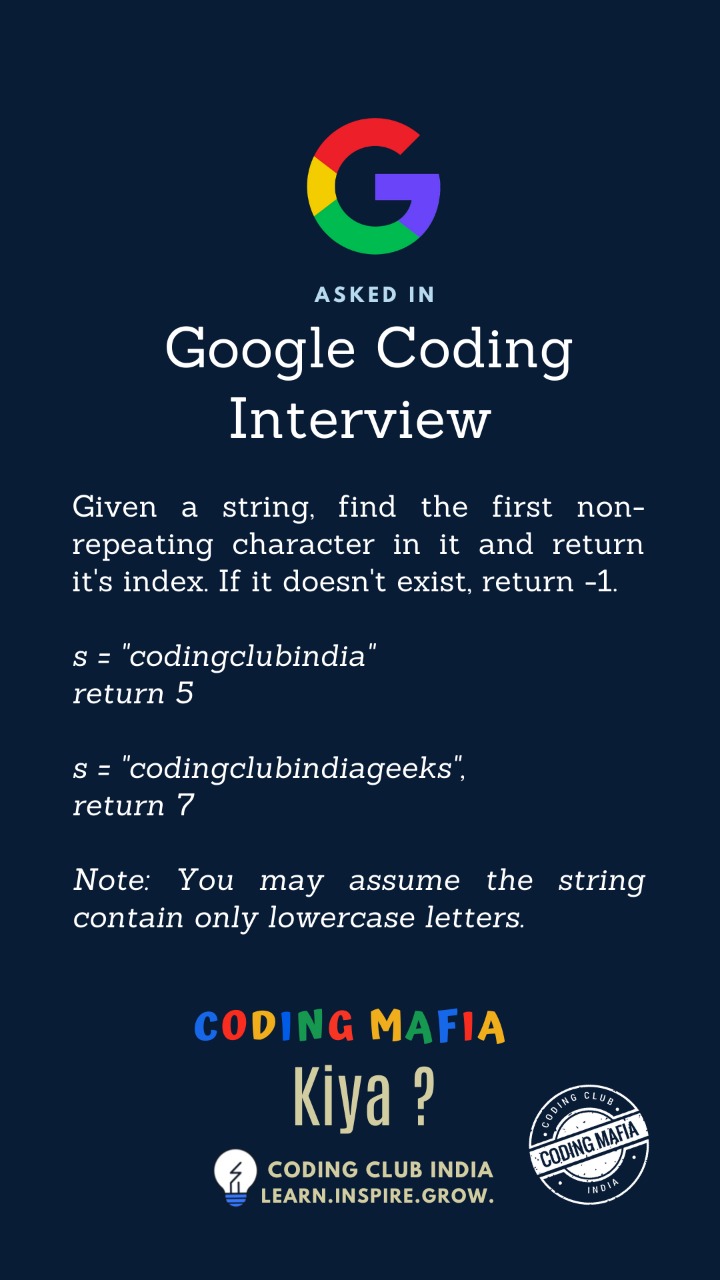 ASKED IN
Google Coding
Interview
Given a string, find the first non-
repeating character in it and return
it's index. If it doesn't exist, return -1.
s = "codingclubindia"
return 5
s = "codingclubindiageeks",
return 7
Note: You may assume the string
contain only lowercase letters.
CODING MAFIA
Kiya ?
CODING CLUB INDIA
LEARN.INSPIRE.GROW.
CODING CLUB
CODING MAFIA
INDIA